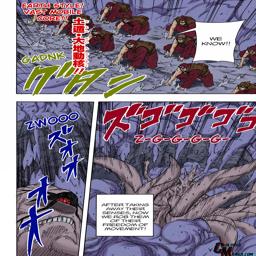 EARTH STYLE!
VAST MOBILE
CORE!!
土遁・大地動核!!
WE
KNOW!!
GADNK
グダン
ZWOOO
ズオオオ
ズゴゴゴゴ
Z-G-G-G-G
AFTER TAKING
AWAY THEIR
SENSES, NOW
WE ROB THEM
OF THEIR
FREEDOM OF
MOVEMENT!